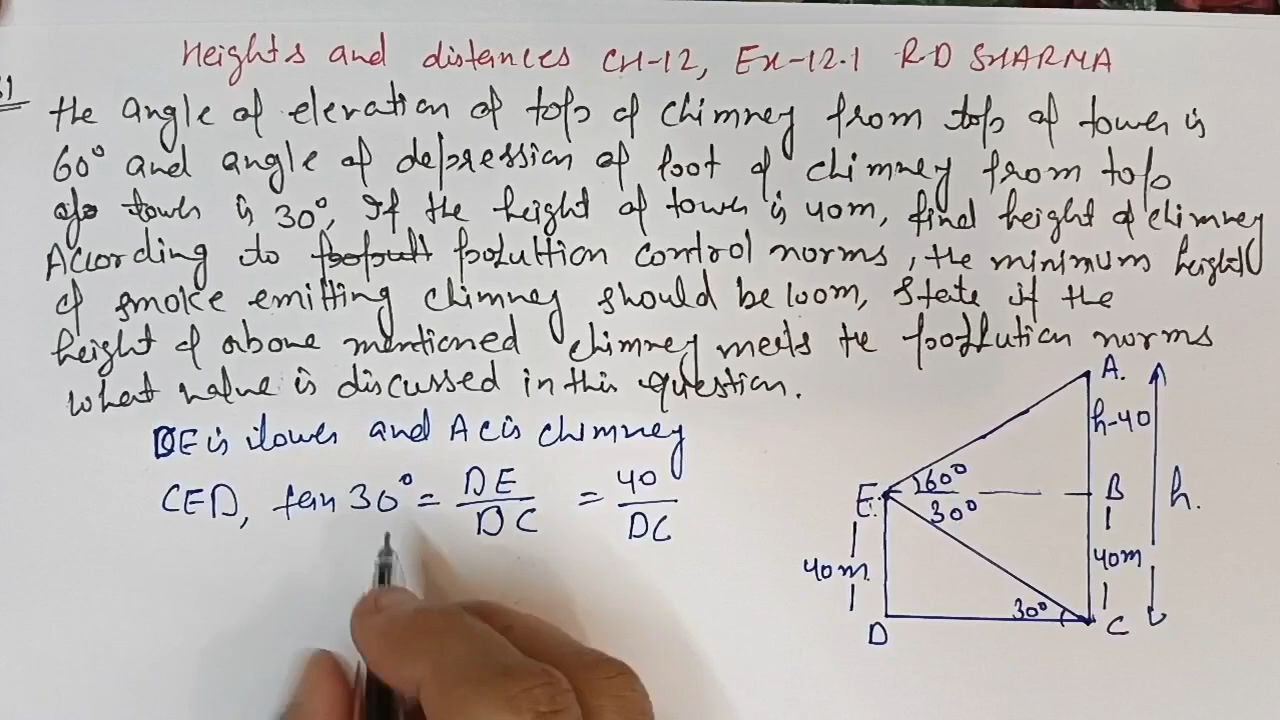 Heights and distances CH-12, Ex-12.1 R.D SHARMA
the angle of elevation of top of chimney from top of tower is
60° and angle of depression of foot of chimney from top
of tower is 30°, If the height of tower is 40m, find height of chimney
According to pollution control norms, the minimum height
of smoke emitting chimney should be 100m, State if the
height of above mentioned chimney meets the pollution norms
what value is discussed in this question.
DE is tower and AC is chimney
CED, tan 30° = DE/DC = 40/DC
A.
h-40
60°
E
B
h.
30°
40m
40m
30°
D
C